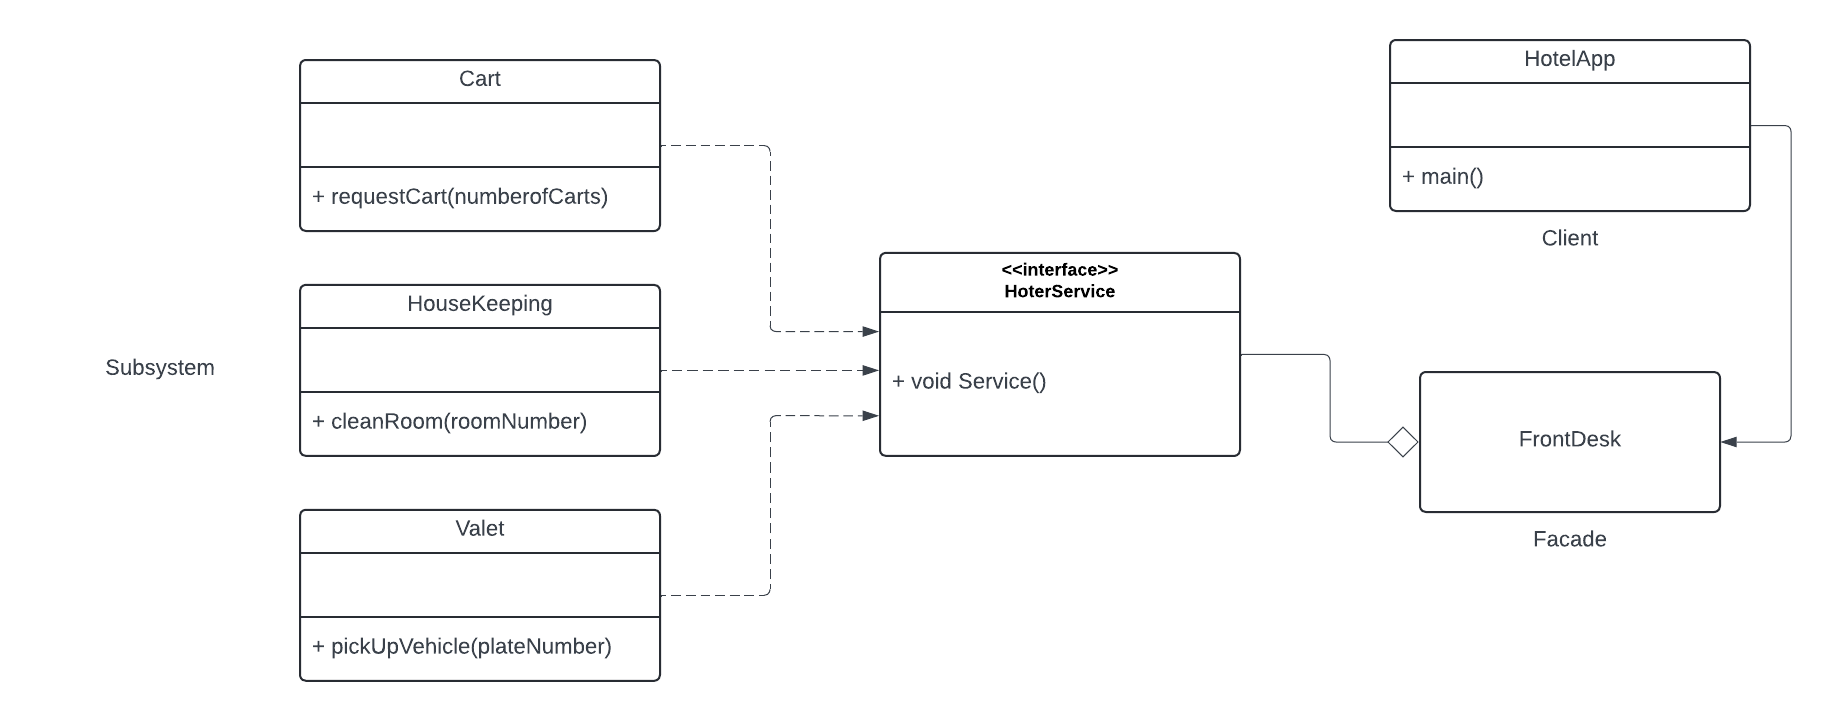 Cart
+ requestCart(numberofCarts)
Subsystem
HouseKeeping
+ cleanRoom(roomNumber)
Valet
+ pickUpVehicle(plateNumber)
<<interface>>
HoterService
+ void Service()
HotelApp
+ main()
Client
FrontDesk
Facade